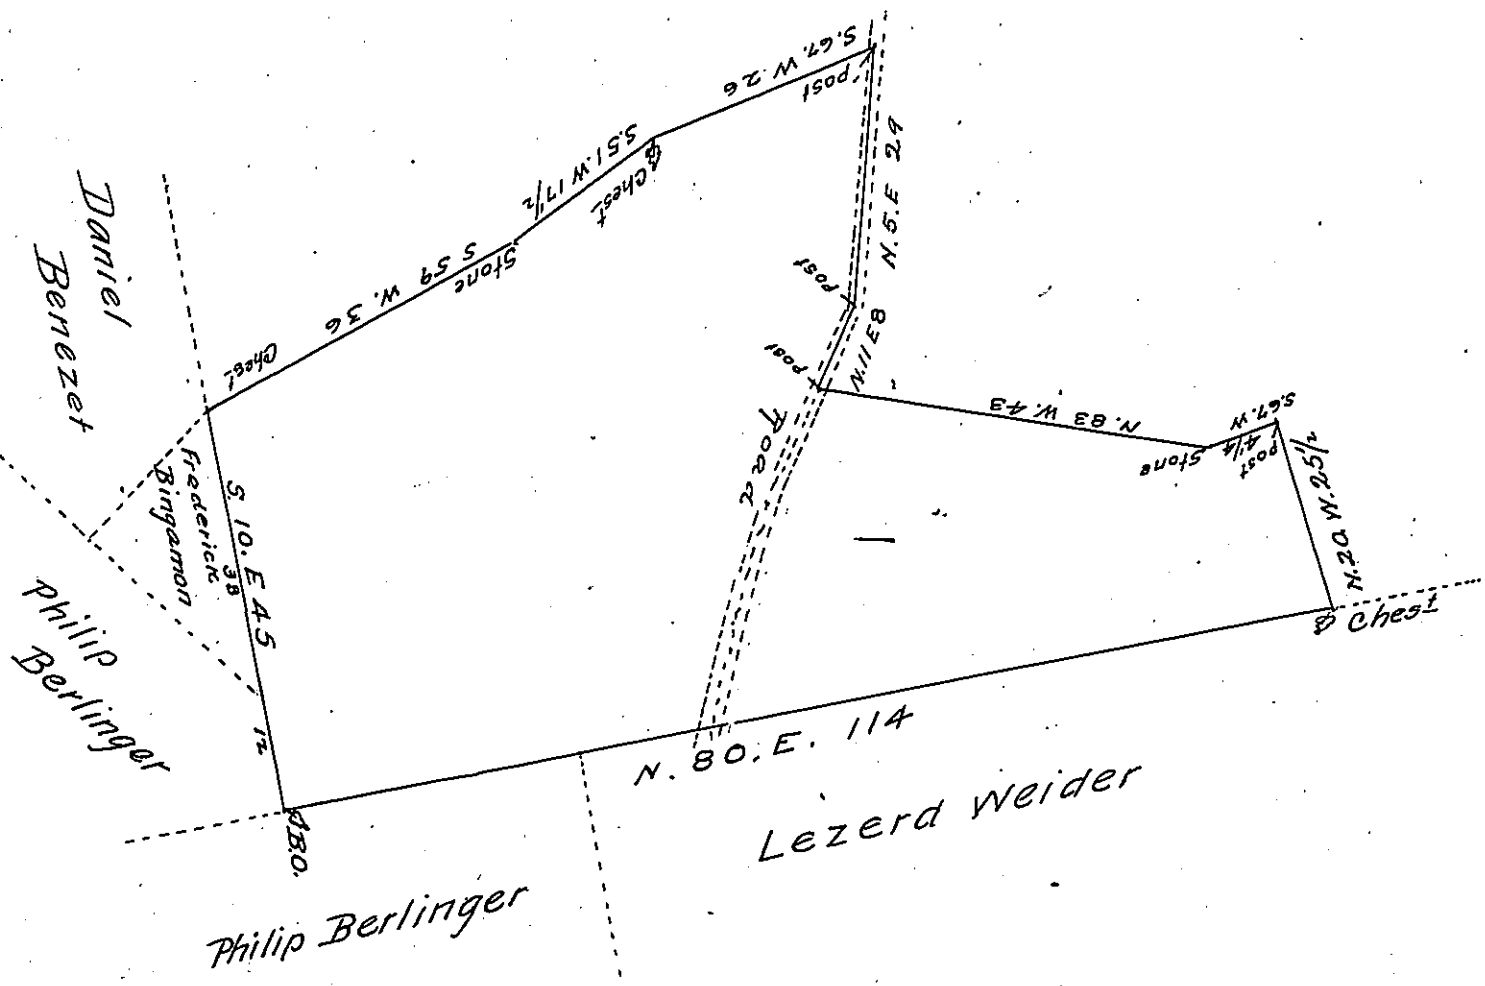 S. 67. W. 26
post
S. 51. W 17 1/2
Chest
S 59 W. 36
Stone
Chest
Daniel
Benezet
N. 5. E 29
post
N. 11 E 8
post
Road
N. 83 W. 43
Stone
S. 67. W
4 1/4
post
N. 20 W. 25 1/2
Chest
Frederick
Bingamon
S. 10. E 45
38
12
Philip
Berlinger
B.O.
N. 80. E. 114
Lezerd Weider
Philip Berlinger